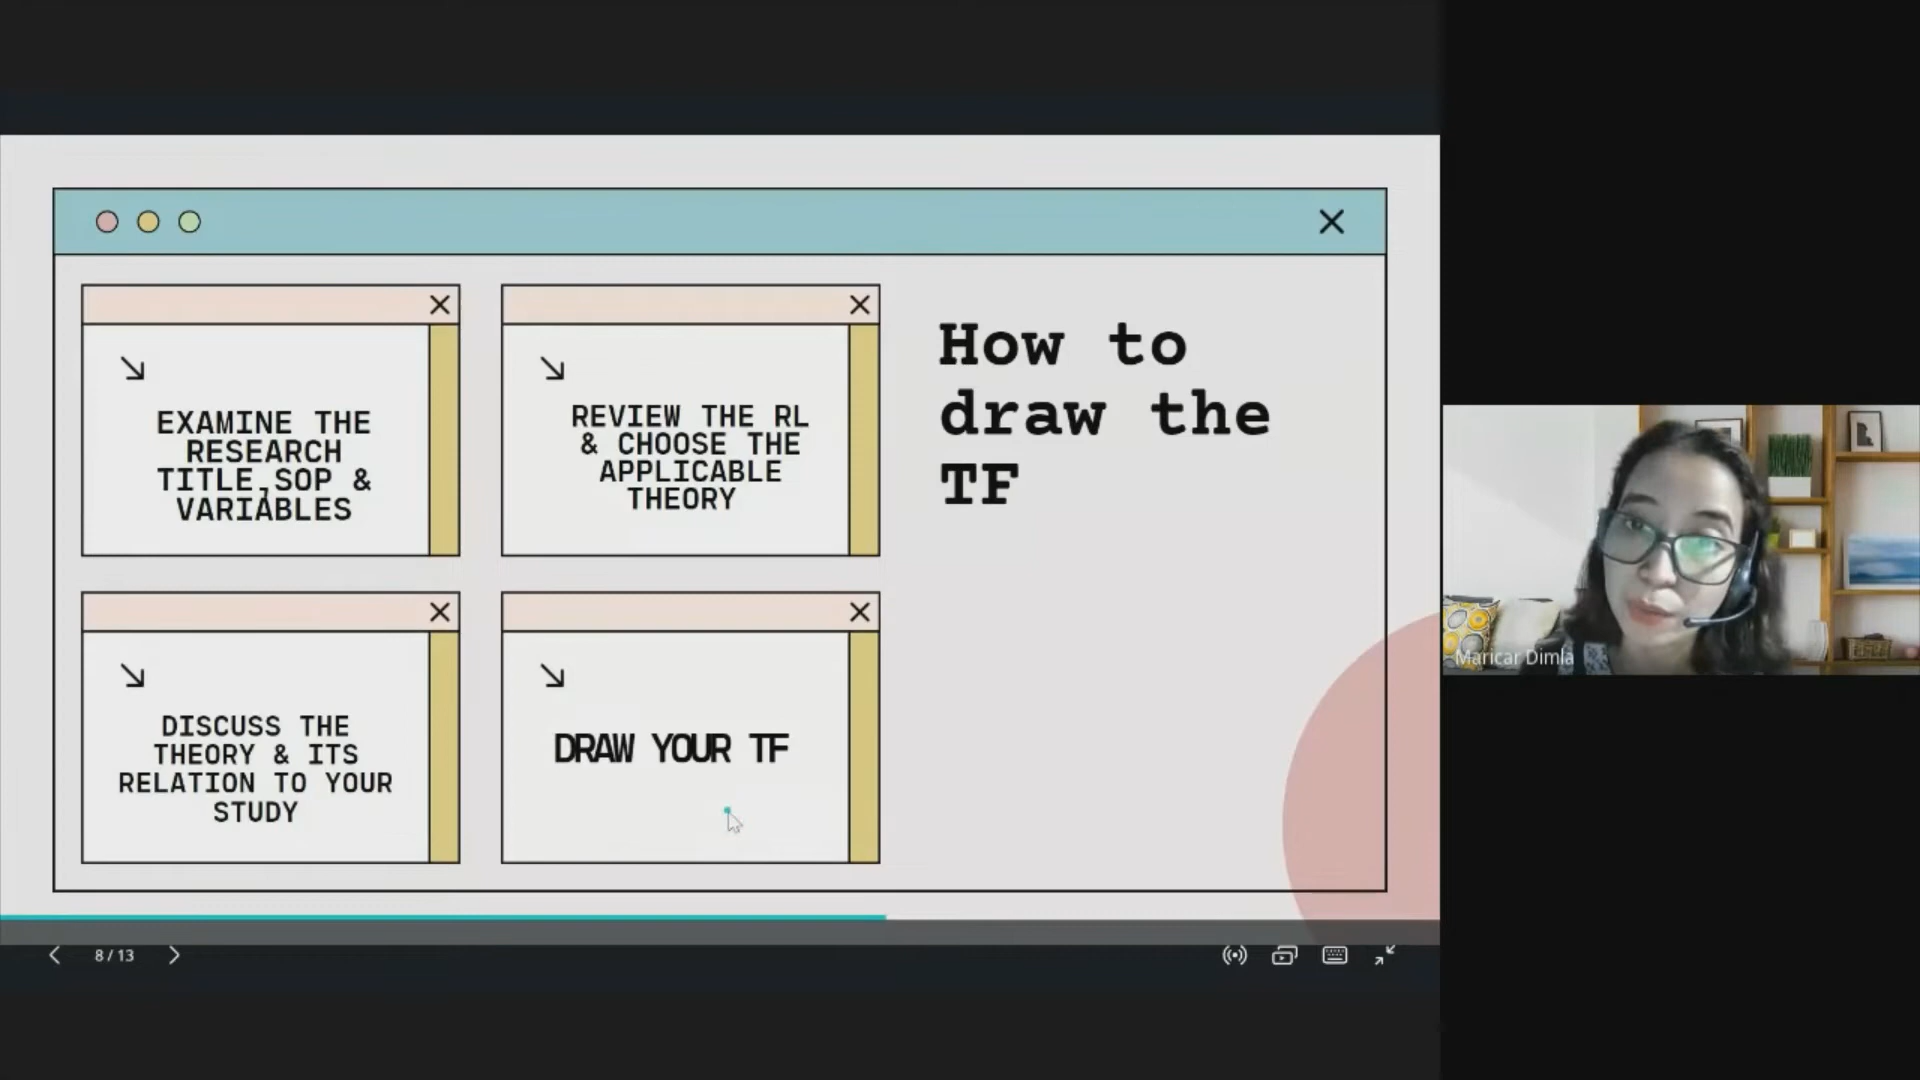 EXAMINE THE
RESEARCH
TITLE,SOP &
VARIABLES
REVIEW THE RL
& CHOOSE THE
APPLICABLE
THEORY
How to
draw the
TF
DISCUSS THE
THEORY & ITS
RELATION TO YOUR
STUDY
DRAW YOUR TF
Maricar Dimla
8 / 13